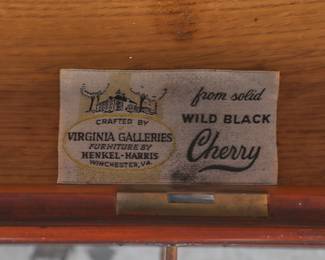 CRAFTED BY
VIRGINIA GALLERIES
FURNITURE BY
HENKEL-HARRIS
WINCHESTER, VA.
from solid
WILD BLACK
Cherry